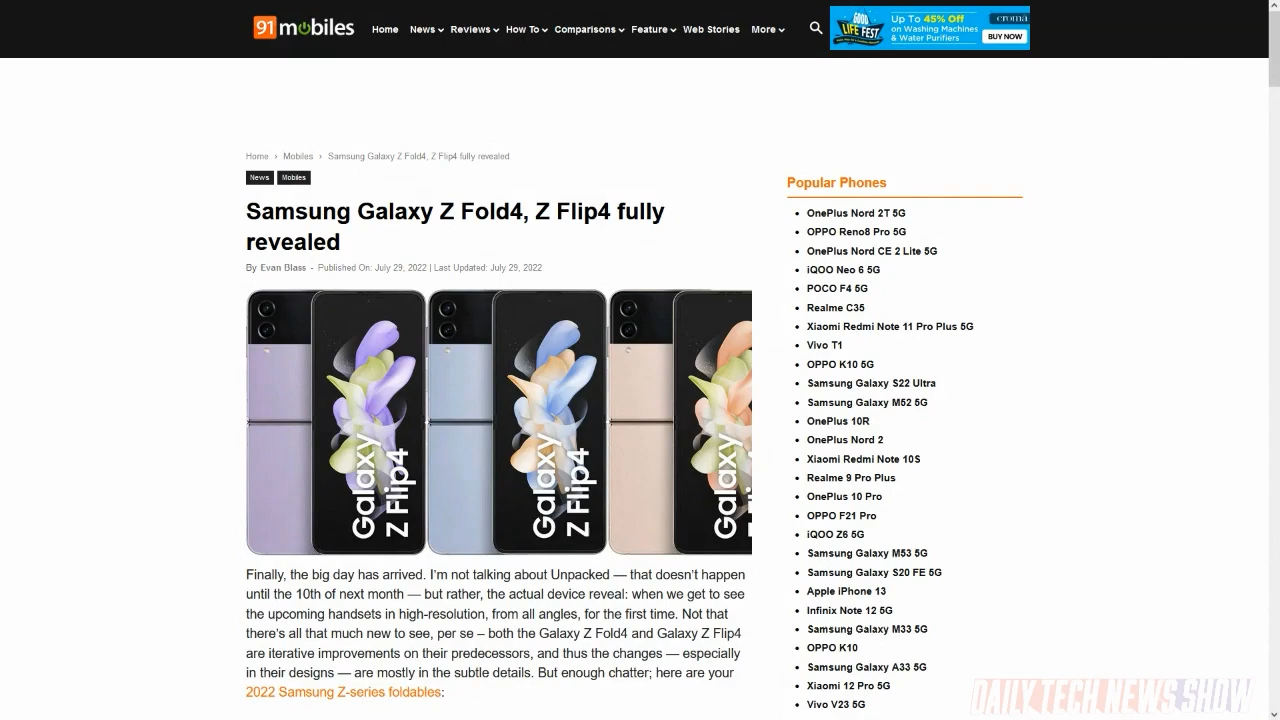 91 mobiles
Home News Reviews How To Comparisons Feature Web Stories More
GOOD LIFE FEST
Up To 45% Off
on Washing Machines
& Water Purifiers
croma
BUY NOW
Home › Mobiles › Samsung Galaxy Z Fold4, Z Flip4 fully revealed
News Mobiles
Samsung Galaxy Z Fold4, Z Flip4 fully
revealed
By Evan Blass - Published On: July 29, 2022 | Last Updated: July 29, 2022
Galaxy
Z Flip4
Galaxy
Z Flip4
Galaxy
Finally, the big day has arrived. I’m not talking about Unpacked — that doesn’t happen
until the 10th of next month — but rather, the actual device reveal: when we get to see
the upcoming handsets in high-resolution, from all angles, for the first time. Not that
there’s all that much new to see, per se – both the Galaxy Z Fold4 and Galaxy Z Flip4
are iterative improvements on their predecessors, and thus the changes — especially
in their designs — are mostly in the subtle details. But enough chatter; here are your
2022 Samsung Z-series foldables:
Popular Phones
OnePlus Nord 2T 5G
OPPO Reno8 Pro 5G
OnePlus Nord CE 2 Lite 5G
iQOO Neo 6 5G
POCO F4 5G
Realme C35
Xiaomi Redmi Note 11 Pro Plus 5G
Vivo T1
OPPO K10 5G
Samsung Galaxy S22 Ultra
Samsung Galaxy M52 5G
OnePlus 10R
OnePlus Nord 2
Xiaomi Redmi Note 10S
Realme 9 Pro Plus
OnePlus 10 Pro
OPPO F21 Pro
iQOO Z6 5G
Samsung Galaxy M53 5G
Samsung Galaxy S20 FE 5G
Apple iPhone 13
Infinix Note 12 5G
Samsung Galaxy M33 5G
OPPO K10
Samsung Galaxy A33 5G
Xiaomi 12 Pro 5G
Vivo V23 5G
DAILY TECH NEWS SHOW